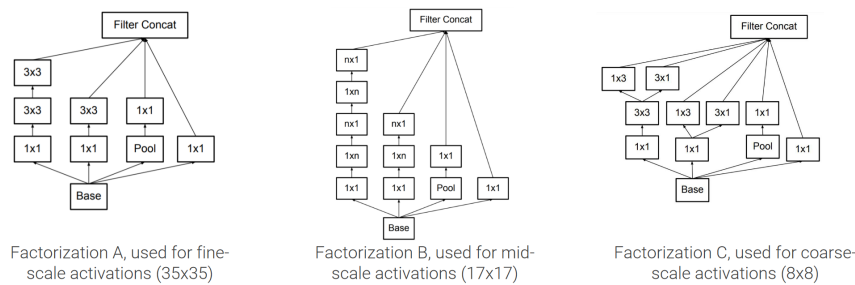 Filter Concat
3x3
3x3 3x3 1x1
1x1 1x1 Pool 1x1
Base
Factorization A, used for fine-
scale activations (35x35)
Filter Concat
nx1
1xn
nx1 nx1
1xn 1xn 1x1
1x1 1x1 Pool 1x1
Base
Factorization B, used for mid-
scale activations (17x17)
Filter Concat
1x3 3x1
3x3 1x3 3x1 1x1
1x1 1x1 Pool 1x1
Base
Factorization C, used for coarse-
scale activations (8x8)